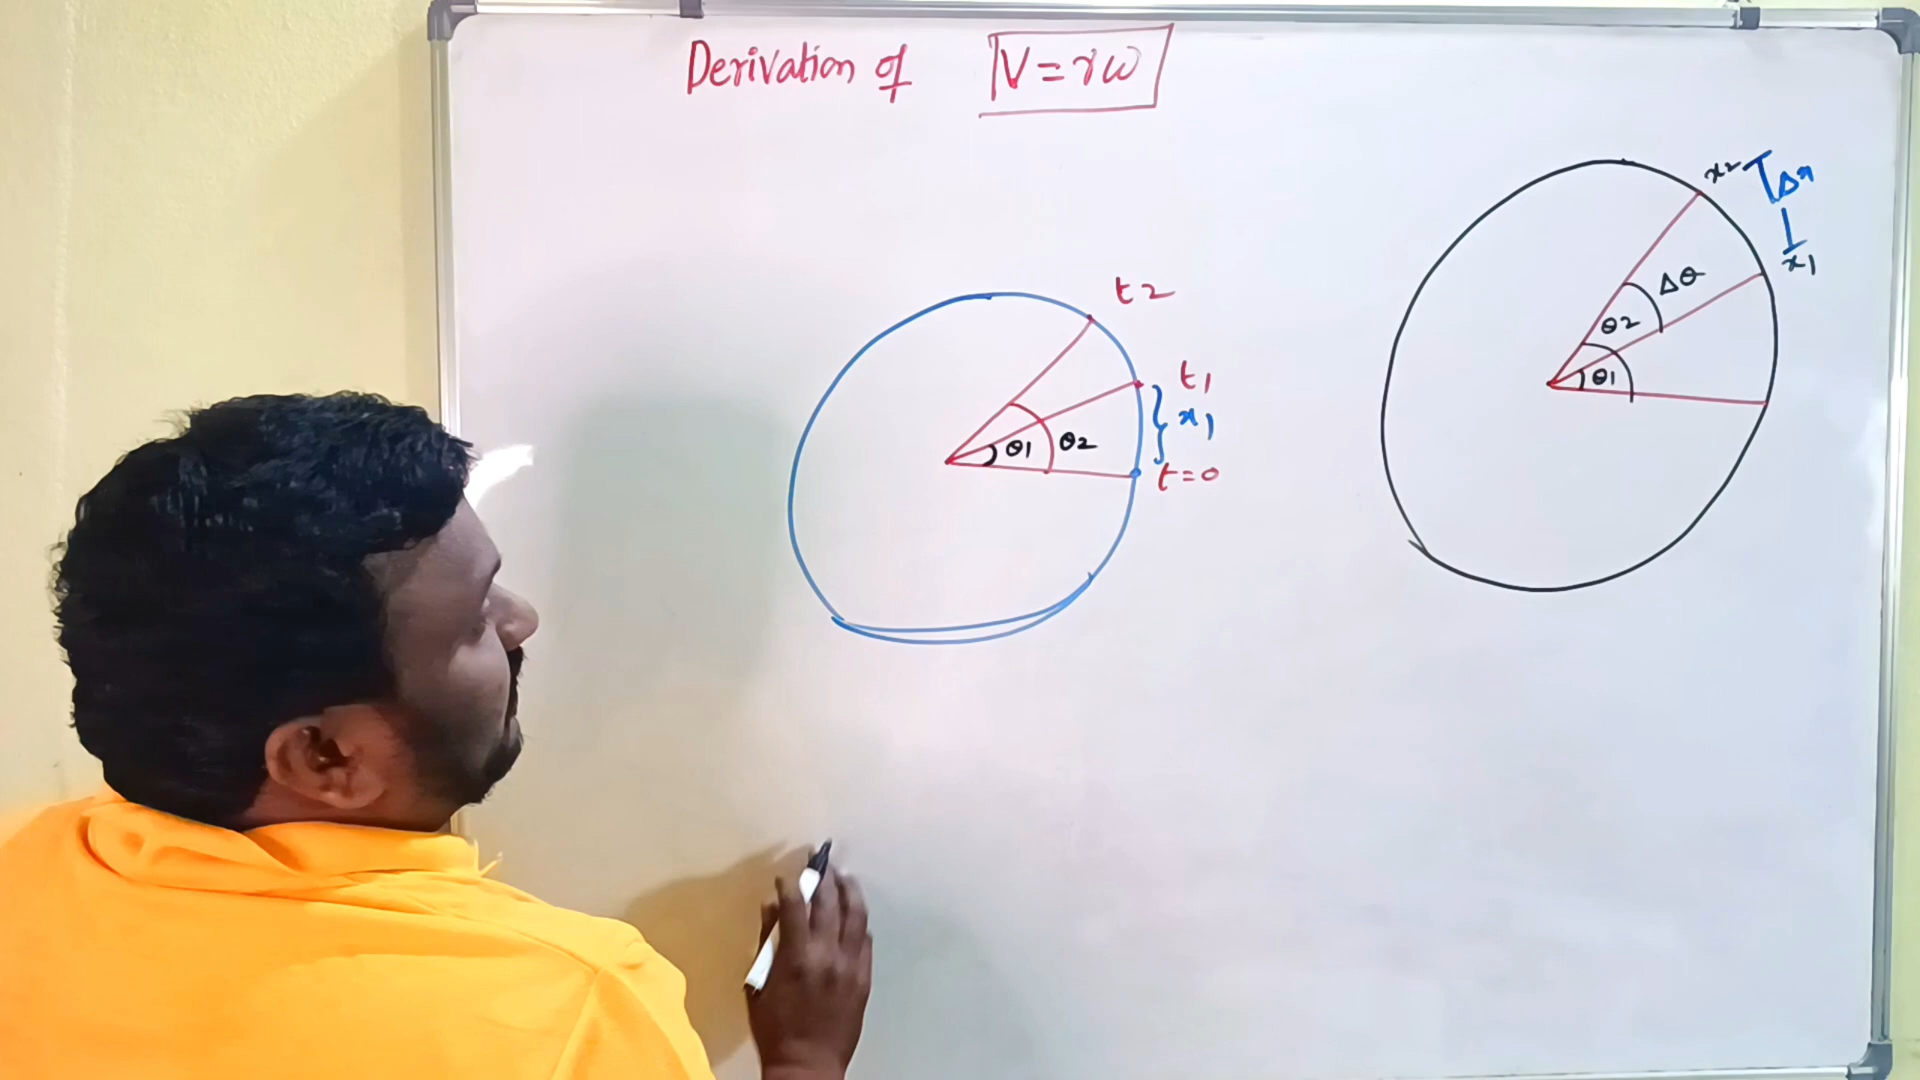 Derivation of V = rω
t2
t1
x1
t=0
θ1 θ2
x2
Δx
x1
Δθ
θ2
θ1